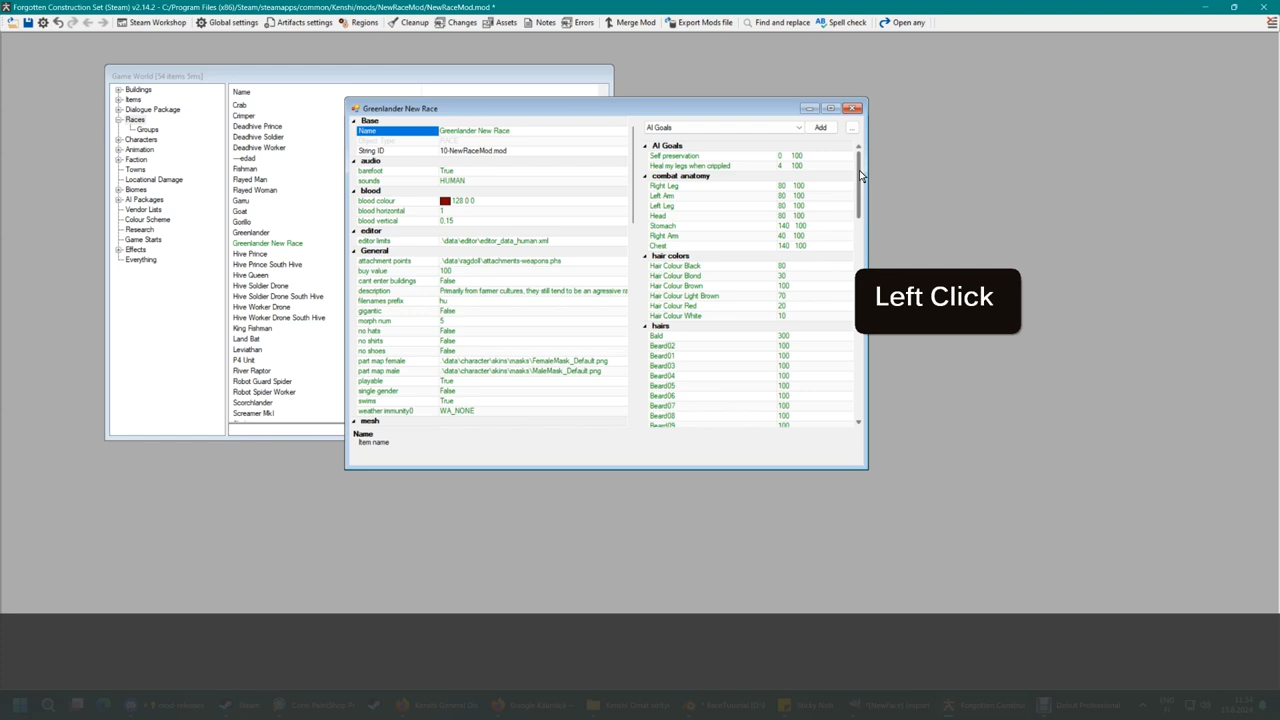 Forgotten Construction Set (Steam) v2.14.2 - C:/Program Files (x86)/Steam/steamapps/common/Kenshi/mods/NewRaceMod/NewRaceMod.mod *
Steam Workshop Global settings Artifacts settings Regions Cleanup Changes Assets Notes Errors Merge Mod Export Mods file Find and replace Spell check Open any
Game World [54 items 5ms]
Buildings
Items
Dialogue Package
Races
Groups
Characters
Animation
Faction
Towns
Locational Damage
Biomes
AI Packages
Vendor Lists
Colour Scheme
Research
Game Starts
Effects
Everything
Name
Crab
Crimper
Deadhive Prince
Deadhive Soldier
Deadhive Worker
---edad
Fishman
Flayed Man
Flayed Woman
Garru
Goat
Gorillo
Greenlander
Greenlander New Race
Hive Prince
Hive Prince South Hive
Hive Queen
Hive Soldier Drone
Hive Soldier Drone South Hive
Hive Worker Drone
Hive Worker Drone South Hive
King Fishman
Land Bat
Leviathan
P4 Unit
River Raptor
Robot Guard Spider
Robot Spider Worker
Scorchlander
Screamer MkI
Greenlander New Race
Base
Name Greenlander New Race
Object Type RACE
String ID 10-NewRaceMod.mod
audio
barefoot True
sounds HUMAN
blood
blood colour 128 0 0
blood horizontal 1
blood vertical 0.15
editor
editor limits .\data\editor\editor_data_human.xml
General
attachment points .\data\ragdoll\attachments-weapons.phs
buy value 100
cant enter buildings False
description Primarily from farmer cultures, they still tend to be an agressive ra
filenames prefix hu
gigantic False
morph num 5
no hats False
no shirts False
no shoes False
part map female .\data\character\skins\masks\FemaleMask_Default.png
part map male .\data\character\skins\masks\MaleMask_Default.png
playable True
single gender False
swims True
weather immunity0 WA_NONE
mesh
Name
Item name
AI Goals Add ...
AI Goals
Self preservation 0 100
Heal my legs when crippled 4 100
combat anatomy
Right Leg 80 100
Left Arm 80 100
Left Leg 80 100
Head 80 100
Stomach 140 100
Right Arm 40 100
Chest 140 100
hair colors
Hair Colour Black 80
Hair Colour Blond 30
Hair Colour Brown 100
Hair Colour Light Brown 70
Hair Colour Red 20
Hair Colour White 10
hairs
Bald 300
Beard02 100
Beard01 100
Beard03 100
Beard04 100
Beard05 100
Beard06 100
Beard07 100
Beard08 100
Beard09 100
Left Click
Steam